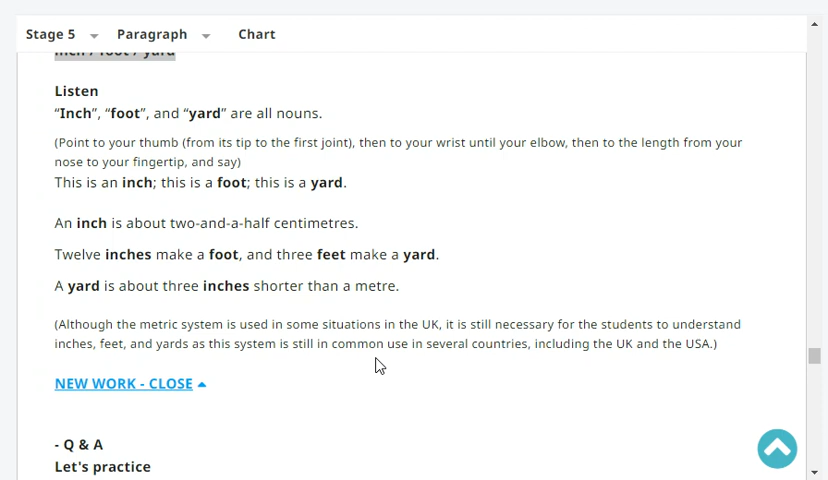 Stage 5 Paragraph Chart
inch / foot / yard
Listen
“Inch”, “foot”, and “yard” are all nouns.
(Point to your thumb (from its tip to the first joint), then to your wrist until your elbow, then to the length from your
nose to your fingertip, and say)
This is an inch; this is a foot; this is a yard.
An inch is about two-and-a-half centimetres.
Twelve inches make a foot, and three feet make a yard.
A yard is about three inches shorter than a metre.
(Although the metric system is used in some situations in the UK, it is still necessary for the students to understand
inches, feet, and yards as this system is still in common use in several countries, including the UK and the USA.)
NEW WORK - CLOSE
- Q & A
Let's practice